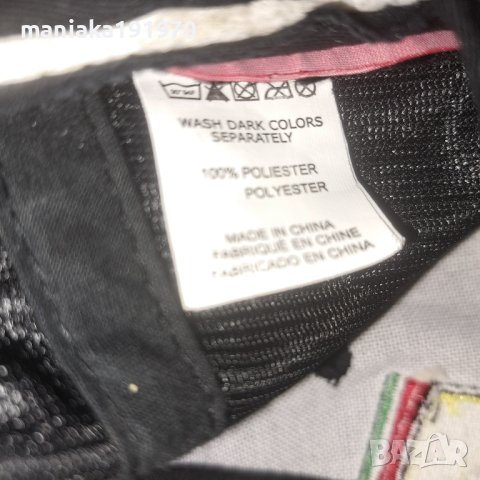 maniaka191970
WASH DARK COLORS
SEPARATELY
100% POLIESTER
POLYESTER
MADE IN CHINA
FABRIQUÉ EN CHINE
FABRICADO EN CHINA
BAZAR